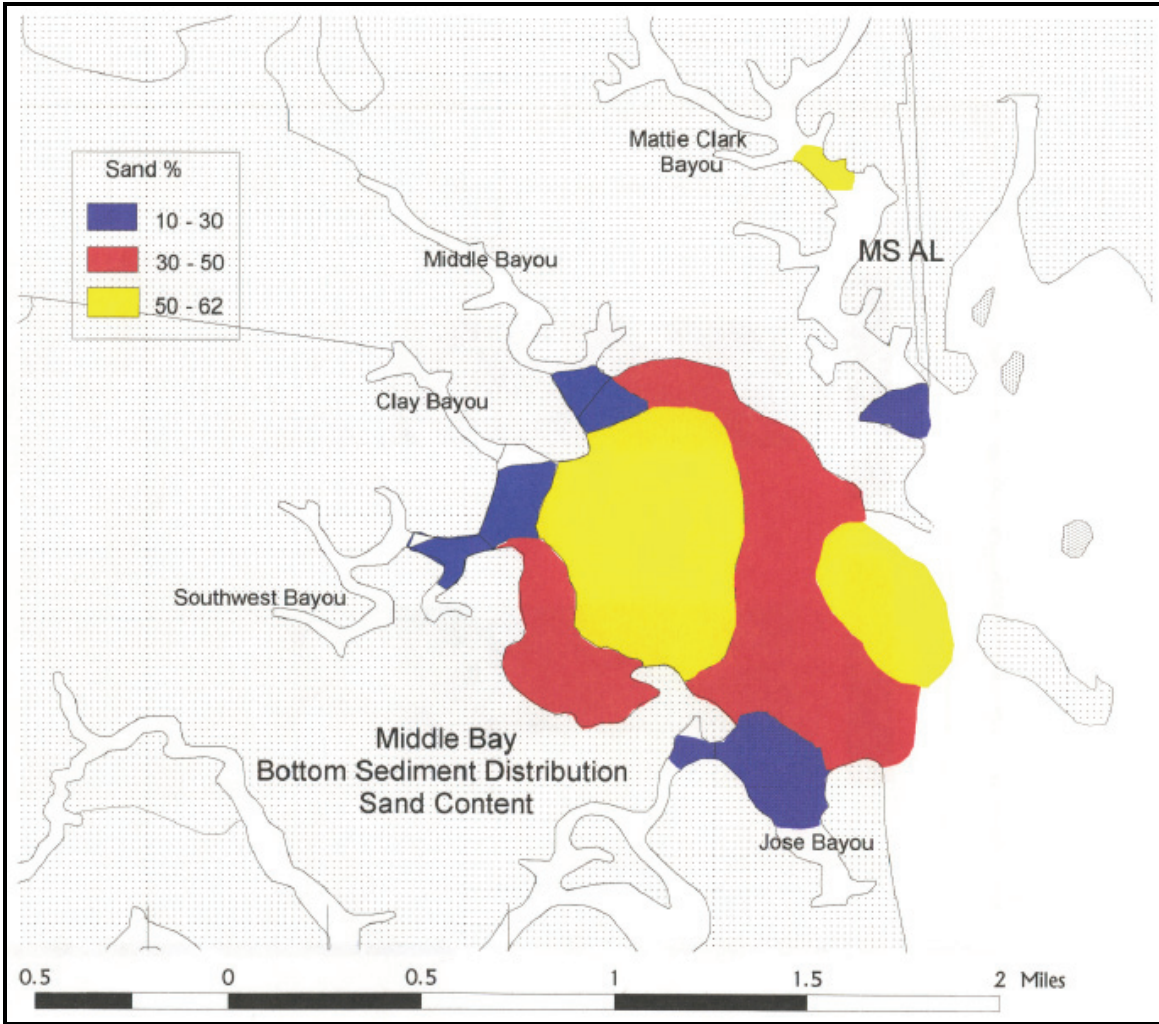 Mattie Clark
Bayou
Sand %
10 - 30
30 - 50
50 - 62
Middle Bayou
MS AL
Clay Bayou
Southwest Bayou
Middle Bay
Bottom Sediment Distribution
Sand Content
Jose Bayou
0.5 0 0.5 1 1.5 2 Miles